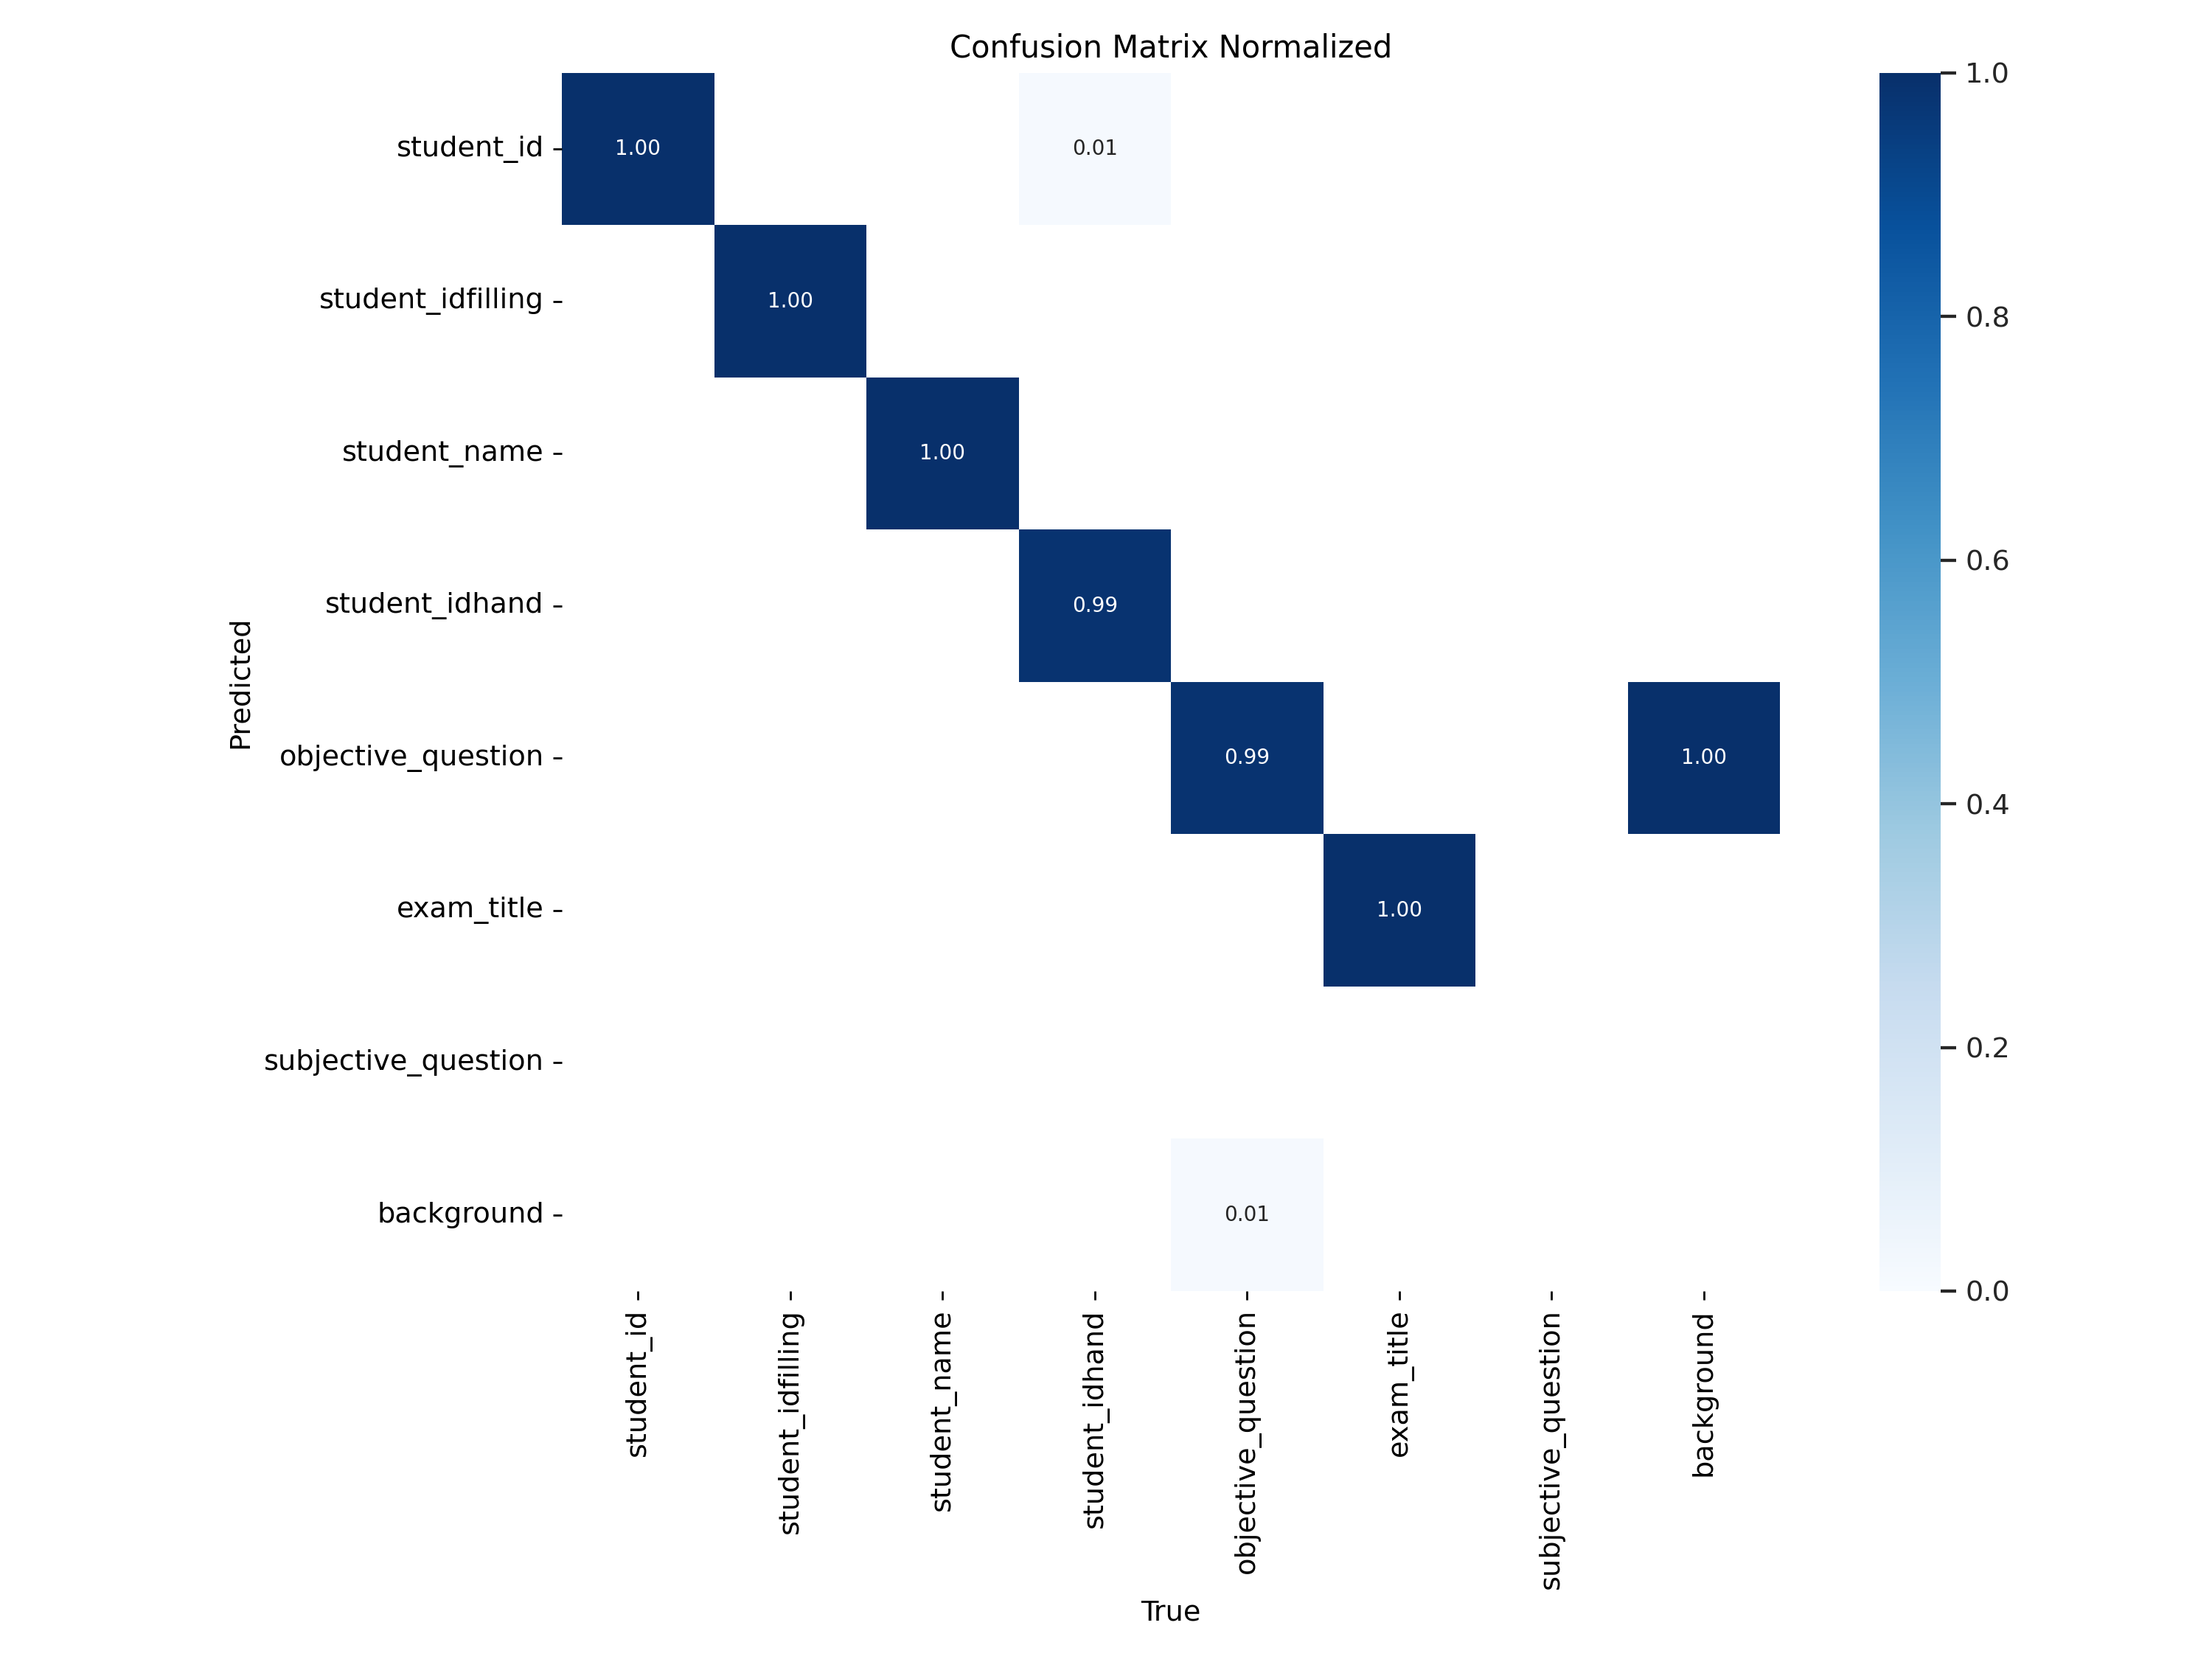 Confusion Matrix Normalized
student_id
1.00
0.01
student_idfilling
1.00
student_name
1.00
student_idhand
0.99
objective_question
0.99
1.00
exam_title
1.00
subjective_question
background
0.01
Predicted
student_id
student_idfilling
student_name
student_idhand
objective_question
exam_title
subjective_question
background
True
1.0
0.8
0.6
0.4
0.2
0.0